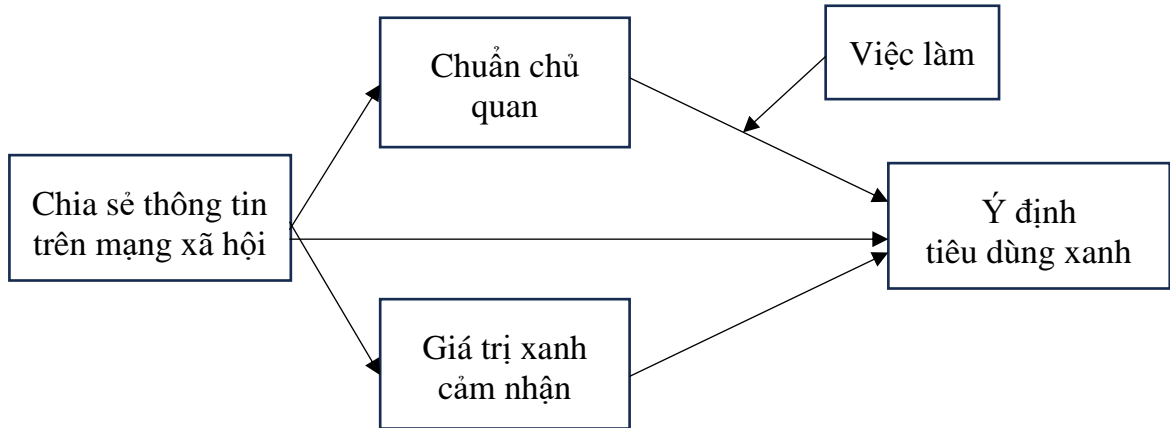 Chuẩn chủ
quan
Việc làm
Chia sẻ thông tin
trên mạng xã hội
Ý định
tiêu dùng xanh
Giá trị xanh
cảm nhận